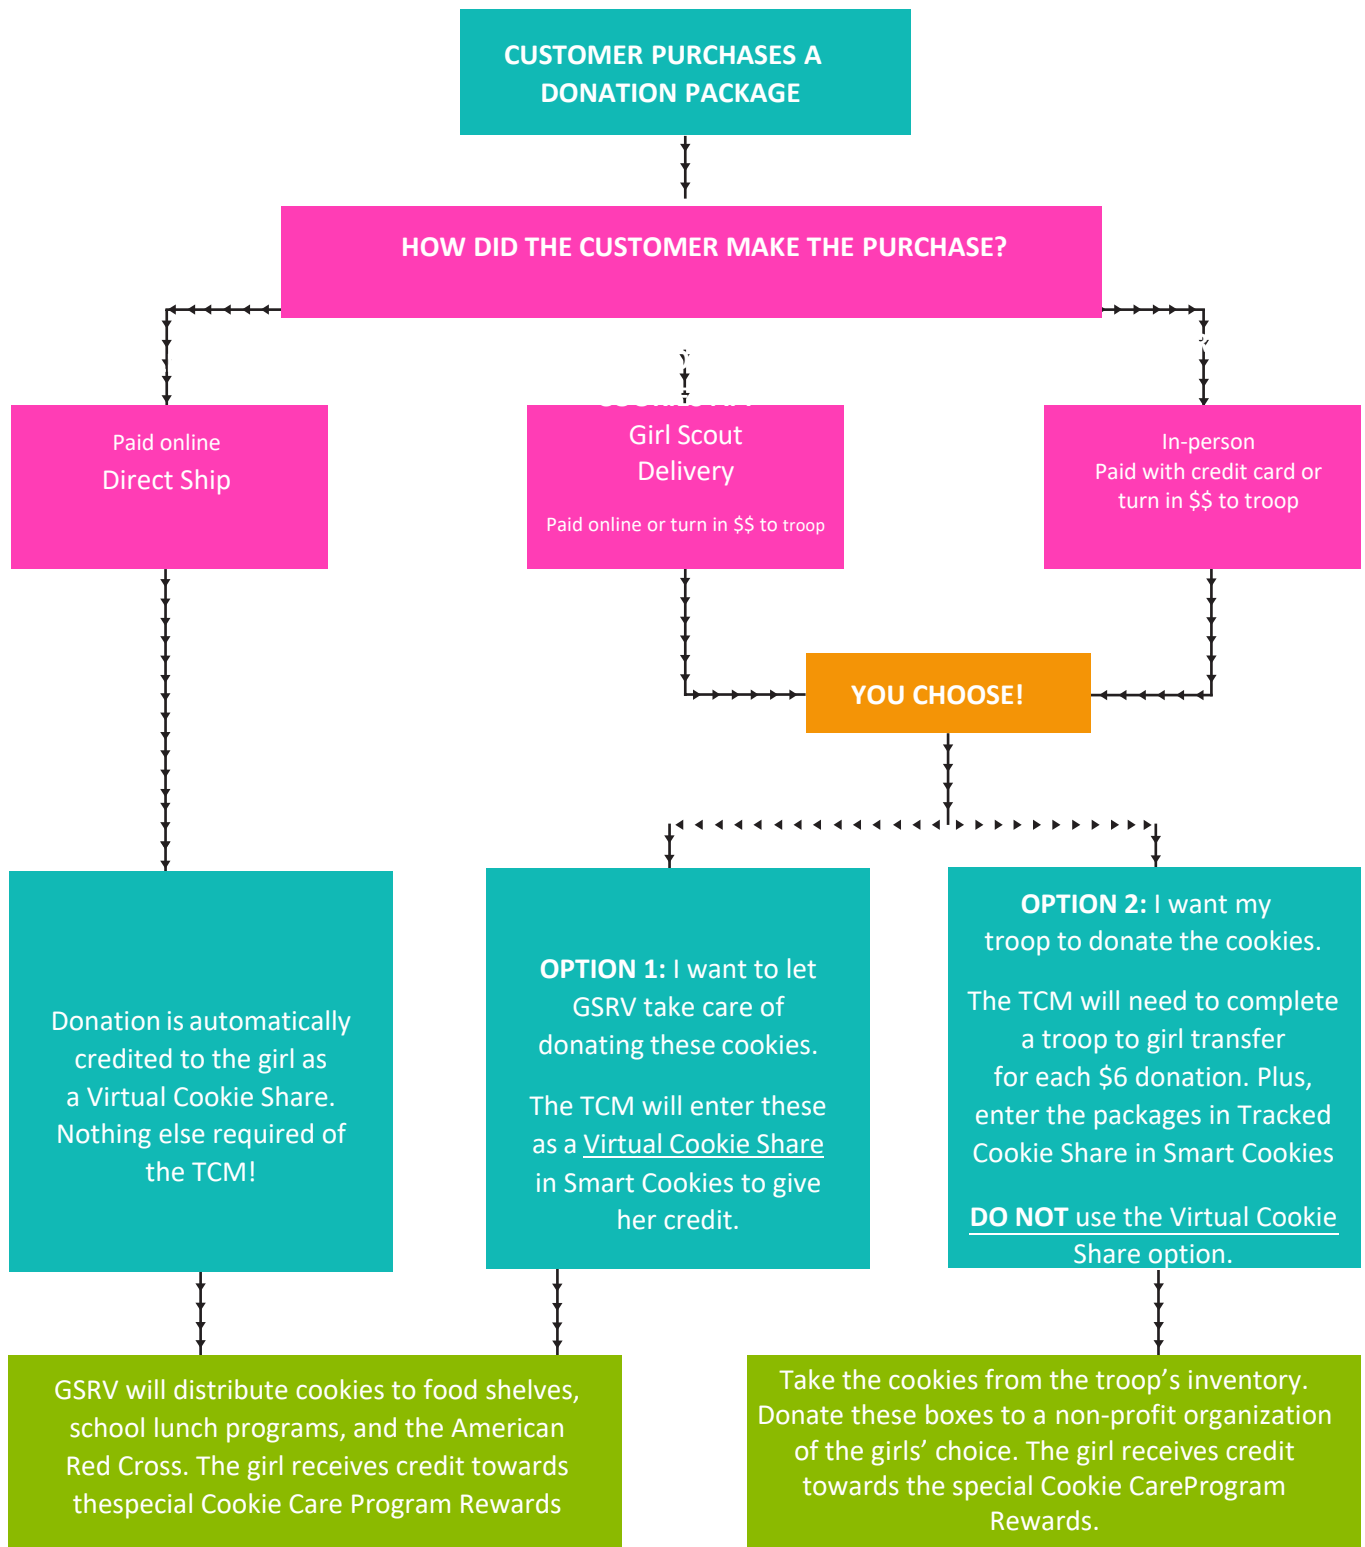 CUSTOMER PURCHASES A
DONATION PACKAGE
HOW DID THE CUSTOMER MAKE THE PURCHASE?
Paid online
Direct Ship
Girl Scout
Delivery
Paid online or turn in $$ to troop
In-person
Paid with credit card or
turn in $$ to troop
YOU CHOOSE!
Donation is automatically
credited to the girl as
a Virtual Cookie Share.
Nothing else required of
the TCM!
OPTION 1: I want to let
GSRV take care of
donating these cookies.
The TCM will enter these
as a Virtual Cookie Share
in Smart Cookies to give
her credit.
OPTION 2: I want my
troop to donate the cookies.
The TCM will need to complete
a troop to girl transfer
for each $6 donation. Plus,
enter the packages in Tracked
Cookie Share in Smart Cookies
DO NOT use the Virtual Cookie
Share option.
GSRV will distribute cookies to food shelves,
school lunch programs, and the American
Red Cross. The girl receives credit towards
thespecial Cookie Care Program Rewards
Take the cookies from the troop's inventory.
Donate these boxes to a non-profit organization
of the girls' choice. The girl receives credit
towards the special Cookie CareProgram
Rewards.